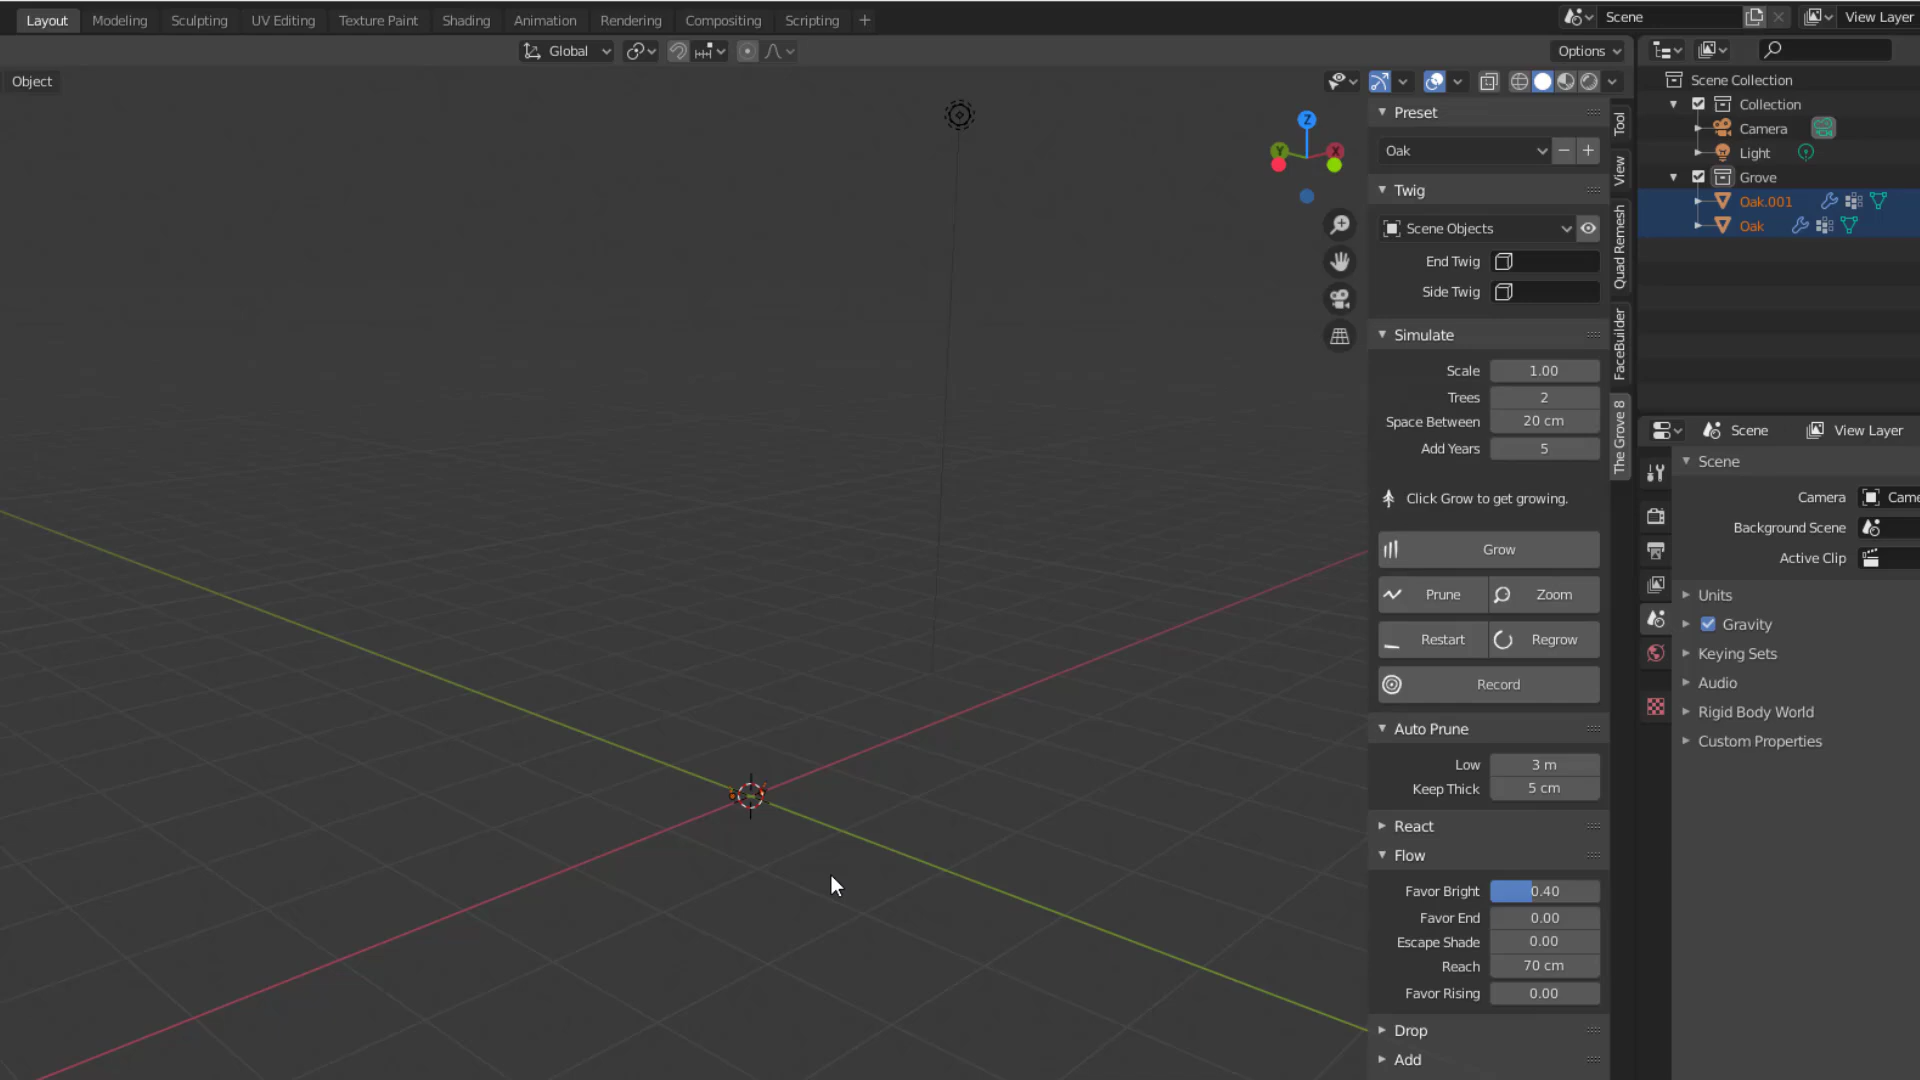 Layout Modeling Sculpting UV Editing Texture Paint Shading Animation Rendering Compositing Scripting + Scene View Layer
Global Options
Object
Z
Y X
Preset
Oak
Twig
Scene Objects
End Twig
Side Twig
Simulate
Scale 1.00
Trees 2
Space Between 20 cm
Add Years 5
Click Grow to get growing.
Grow
Prune Zoom
Restart Regrow
Record
Auto Prune
Low 3 m
Keep Thick 5 cm
React
Flow
Favor Bright 0.40
Favor End 0.00
Escape Shade 0.00
Reach 70 cm
Favor Rising 0.00
Drop
Add
Tool
View
Quad Remesh
FaceBuilder
The Grove 8
Scene Collection
Collection
Camera
Light
Grove
Oak.001
Oak
Scene View Layer
Scene
Camera Came
Background Scene
Active Clip
Units
Gravity
Keying Sets
Audio
Rigid Body World
Custom Properties